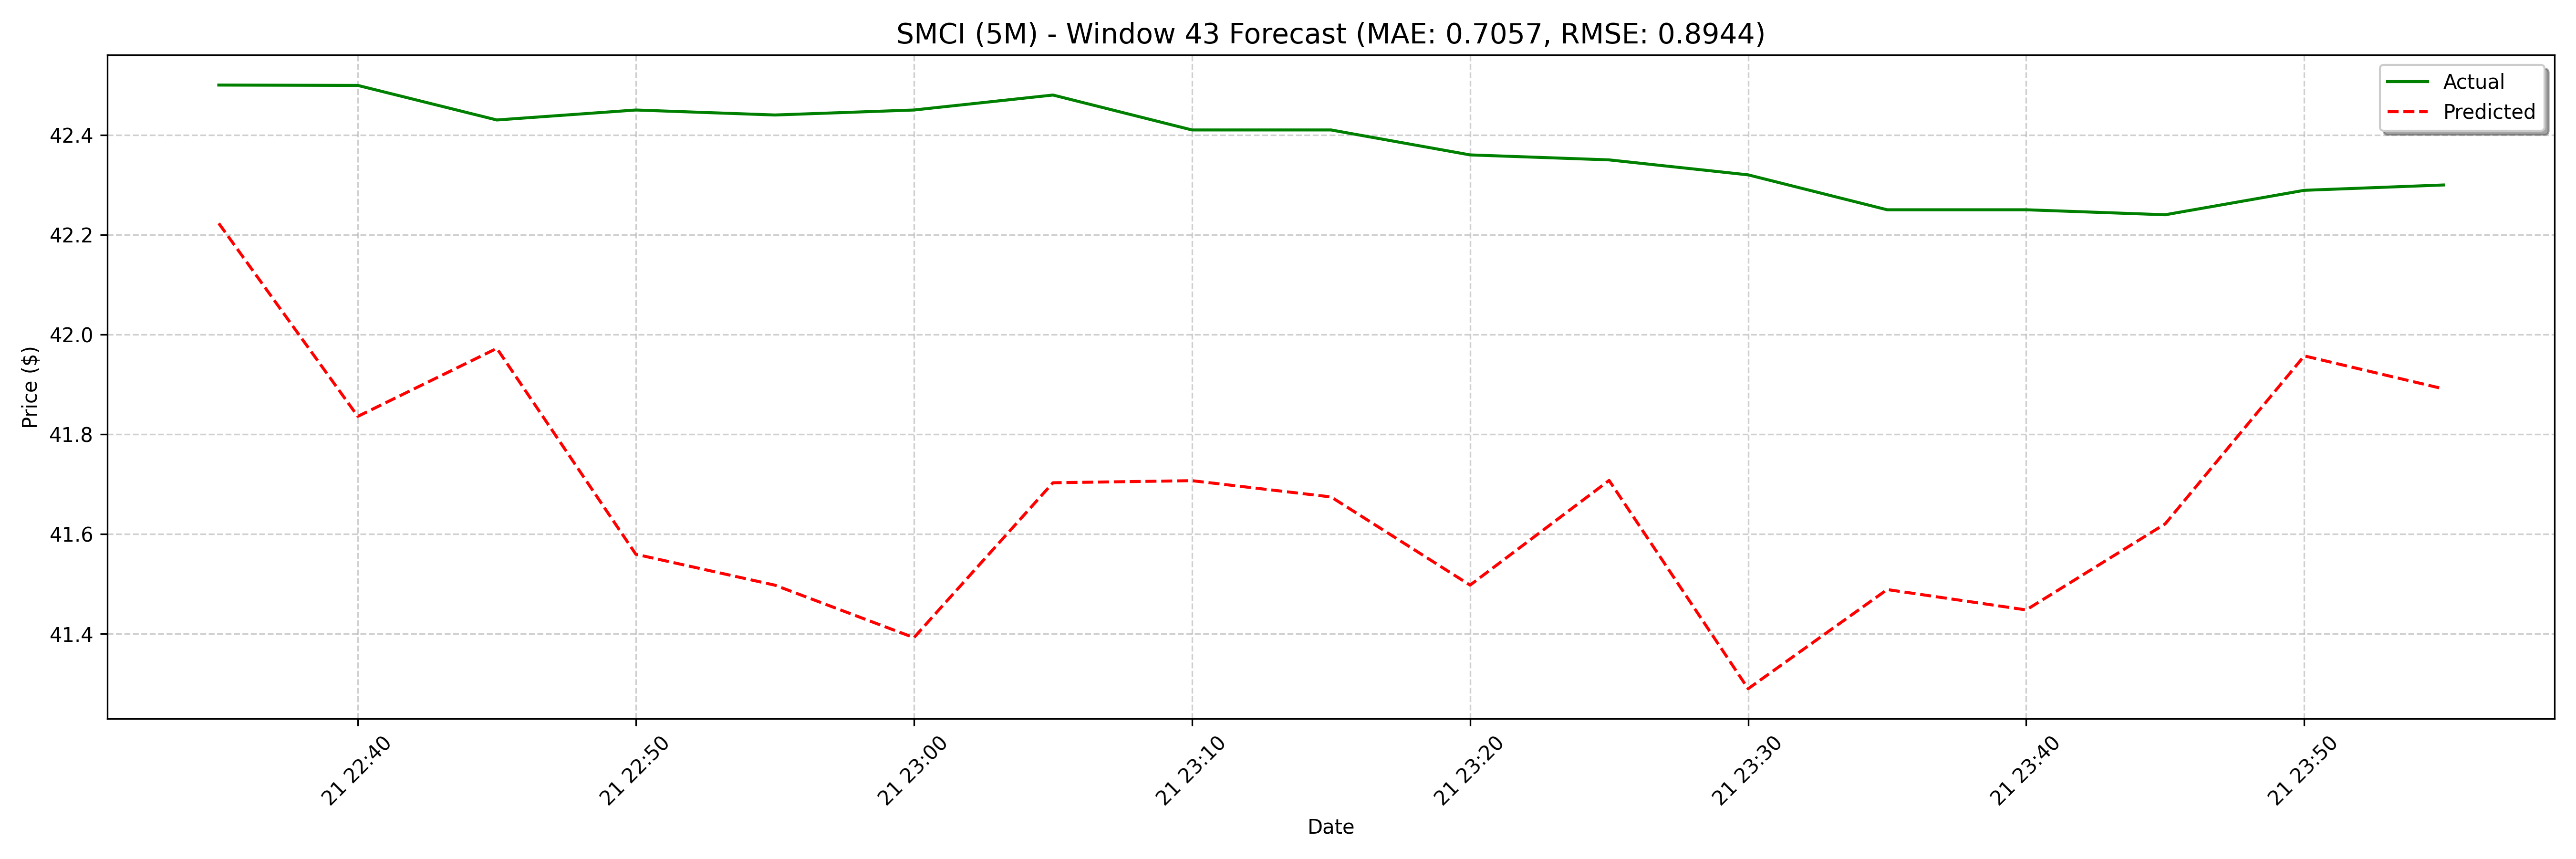 SMCI (5M) - Window 43 Forecast (MAE: 0.7057, RMSE: 0.8944)
Actual
Predicted
Price ($)
42.4
42.2
42.0
41.8
41.6
41.4
21 22:40
21 22:50
21 23:00
21 23:10
21 23:20
21 23:30
21 23:40
21 23:50
Date